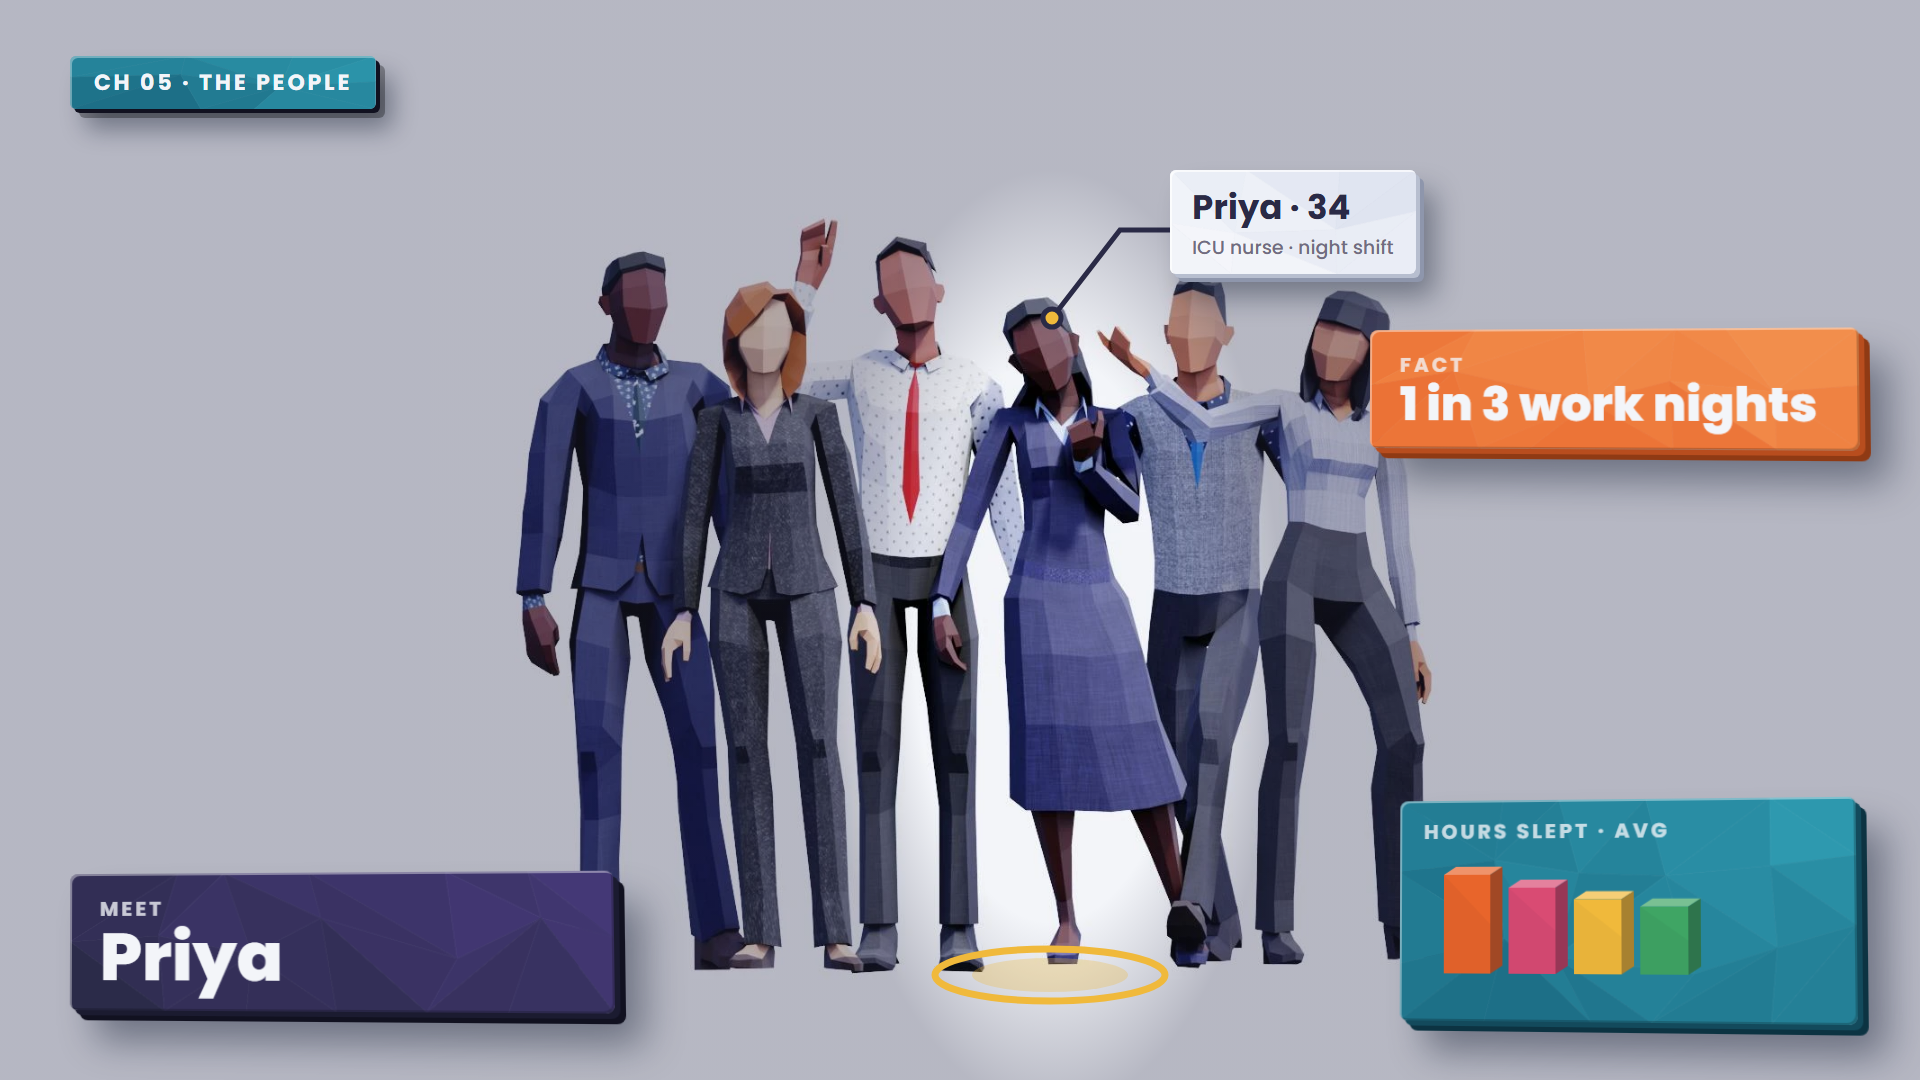 CH 05 · THE PEOPLE
Priya · 34
ICU nurse · night shift
FACT
1 in 3 work nights
HOURS SLEPT · AVG
MEET
Priya